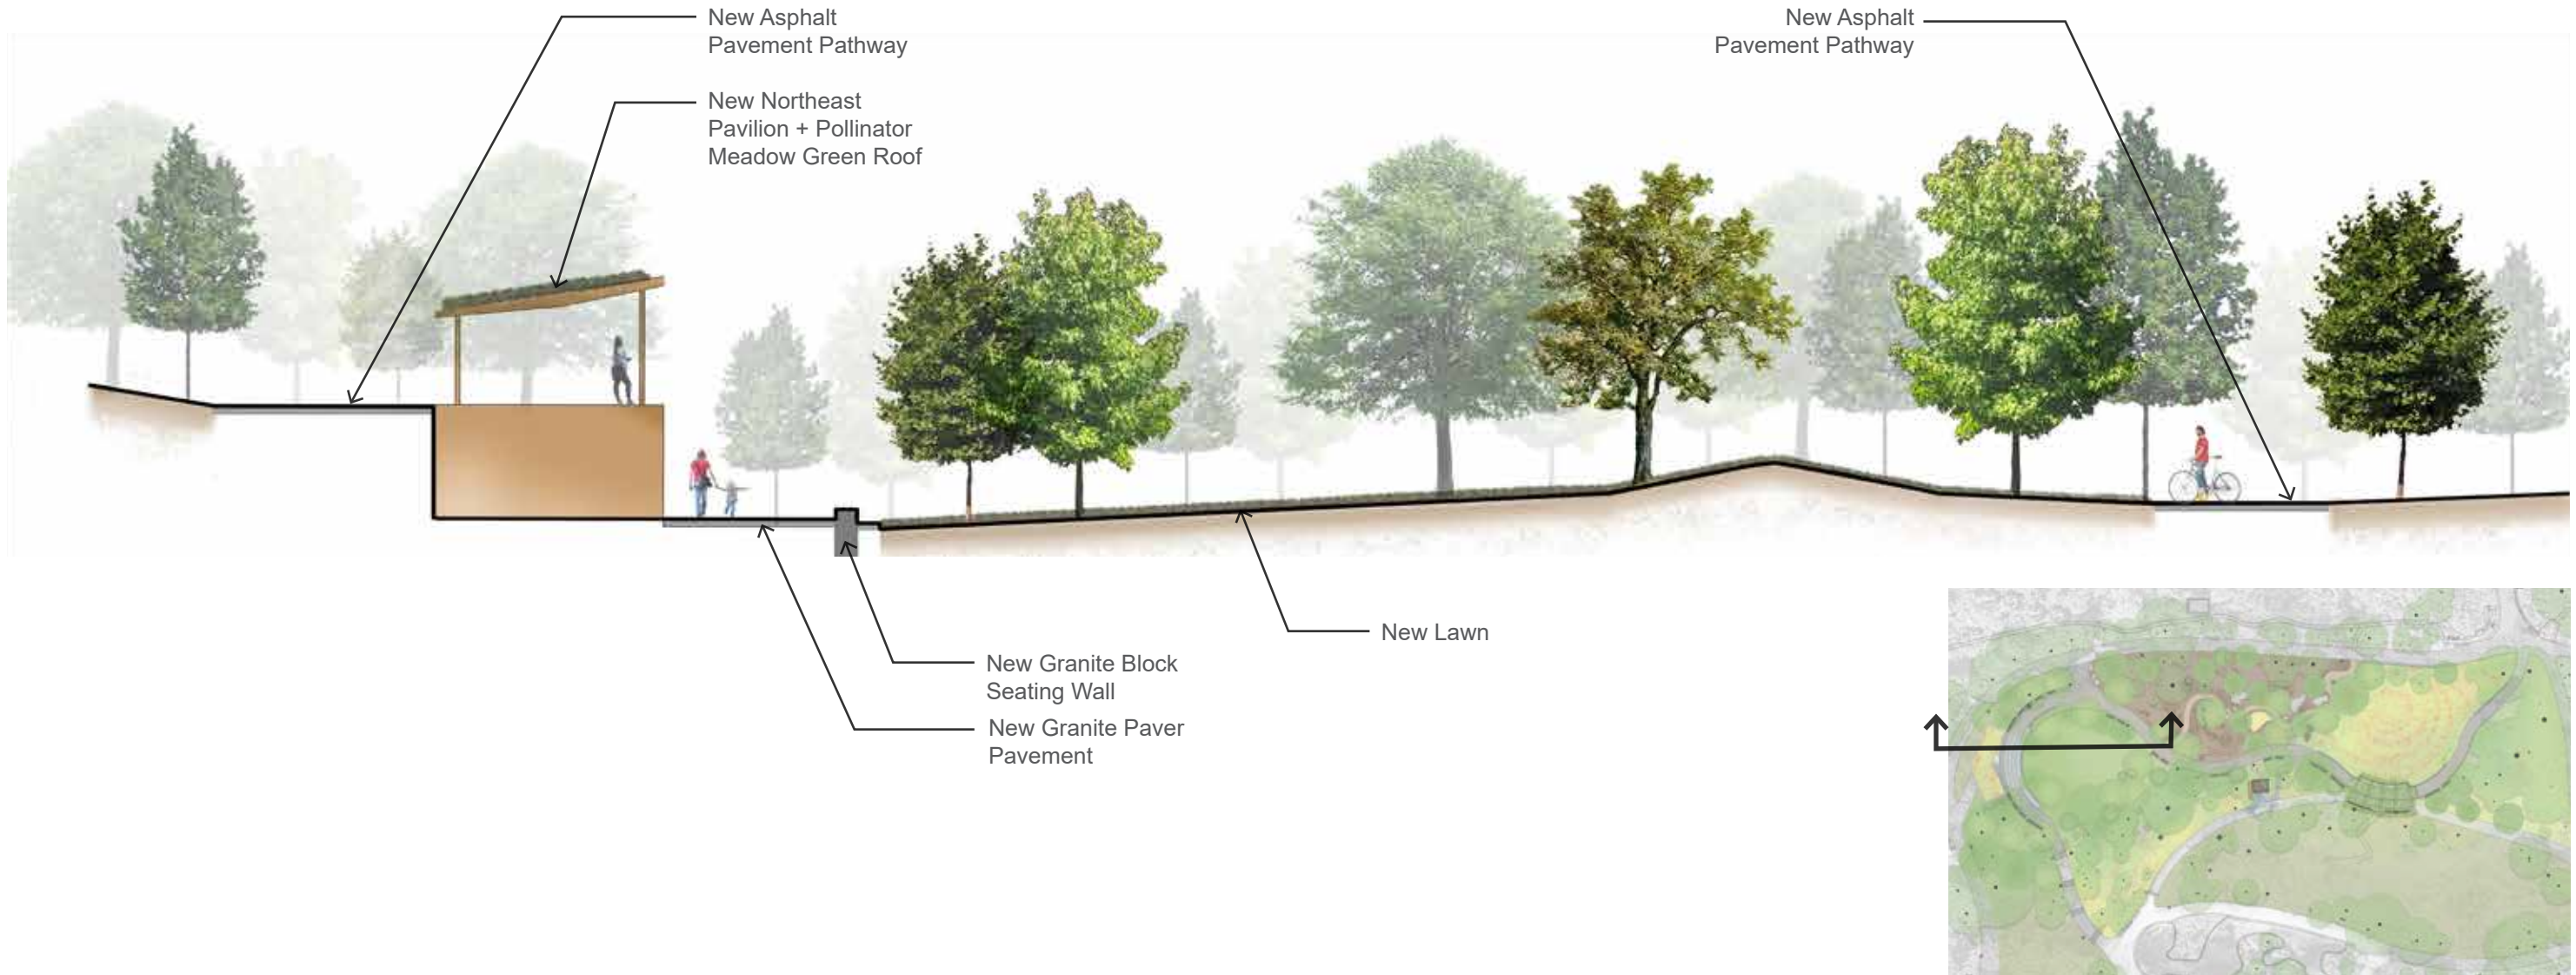 New Asphalt
Pavement Pathway
New Northeast
Pavilion + Pollinator
Meadow Green Roof
New Asphalt
Pavement Pathway
New Lawn
New Granite Block
Seating Wall
New Granite Paver
Pavement